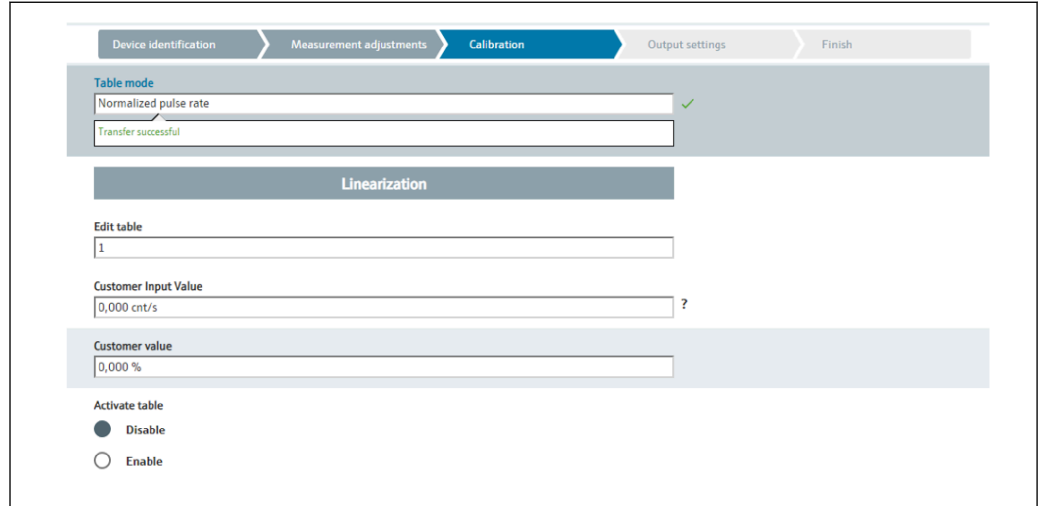 Device identification Measurement adjustments Calibration Output settings Finish
Table mode
Normalized pulse rate
Transfer successful
Linearization
Edit table
1
Customer Input Value
0,000 cnt/s
?
Customer value
0,000 %
Activate table
Disable
Enable